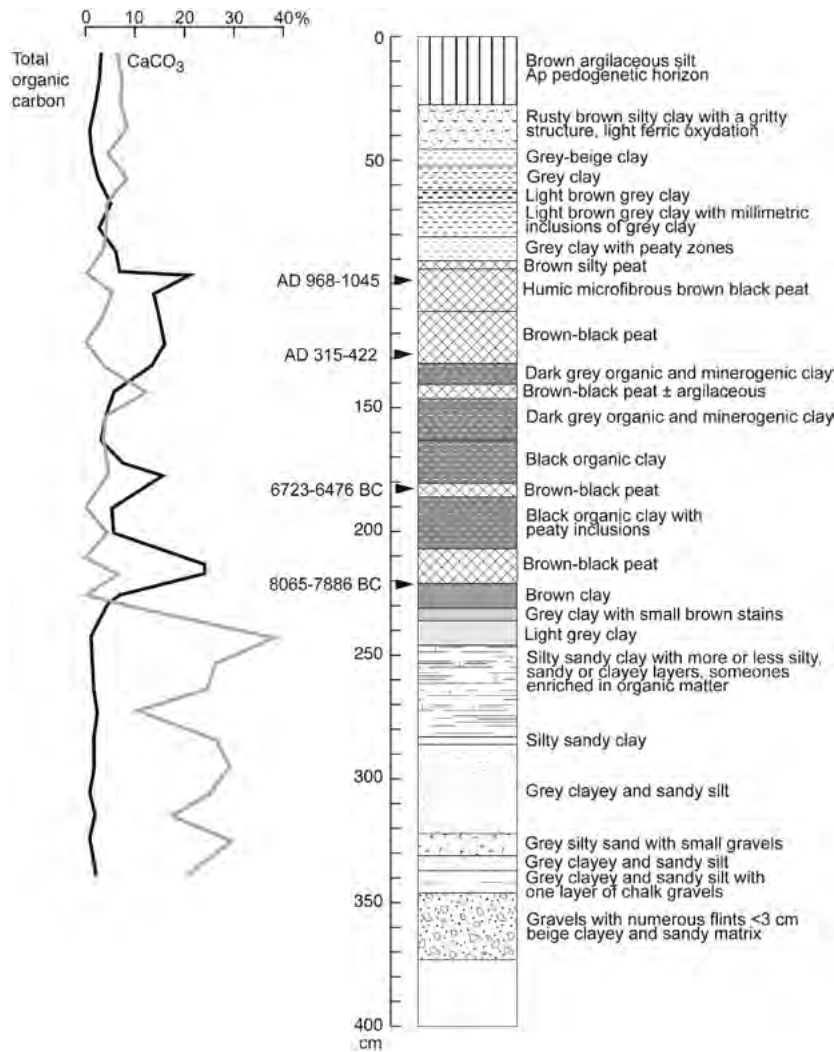 0 10 20 30 40%
Total
organic
carbon
CaCO3
0
50
150
200
250
300
350
400
cm
AD 968-1045
AD 315-422
6723-6476 BC
8065-7886 BC
Brown argilaceous silt
Ap pedogenetic horizon
Rusty brown silty clay with a gritty
structure, light ferric oxydation
Grey-beige clay
Grey clay
Light brown grey clay
Light brown grey clay with millimetric
inclusions of grey clay
Grey clay with peaty zones
Brown silty peat
Humic microfibrous brown black peat
Brown-black peat
Dark grey organic and minerogenic clay
Brown-black peat ± argilaceous
Dark grey organic and minerogenic clay
Black organic clay
Brown-black peat
Black organic clay with
peaty inclusions
Brown-black peat
Brown clay
Grey clay with small brown stains
Light grey clay
Silty sandy clay with more or less silty,
sandy or clayey layers, someones
enriched in organic matter
Silty sandy clay
Grey clayey and sandy silt
Grey silty sand with small gravels
Grey clayey and sandy silt
Grey clayey and sandy silt with
one layer of chalk gravels
Gravels with numerous flints <3 cm
beige clayey and sandy matrix